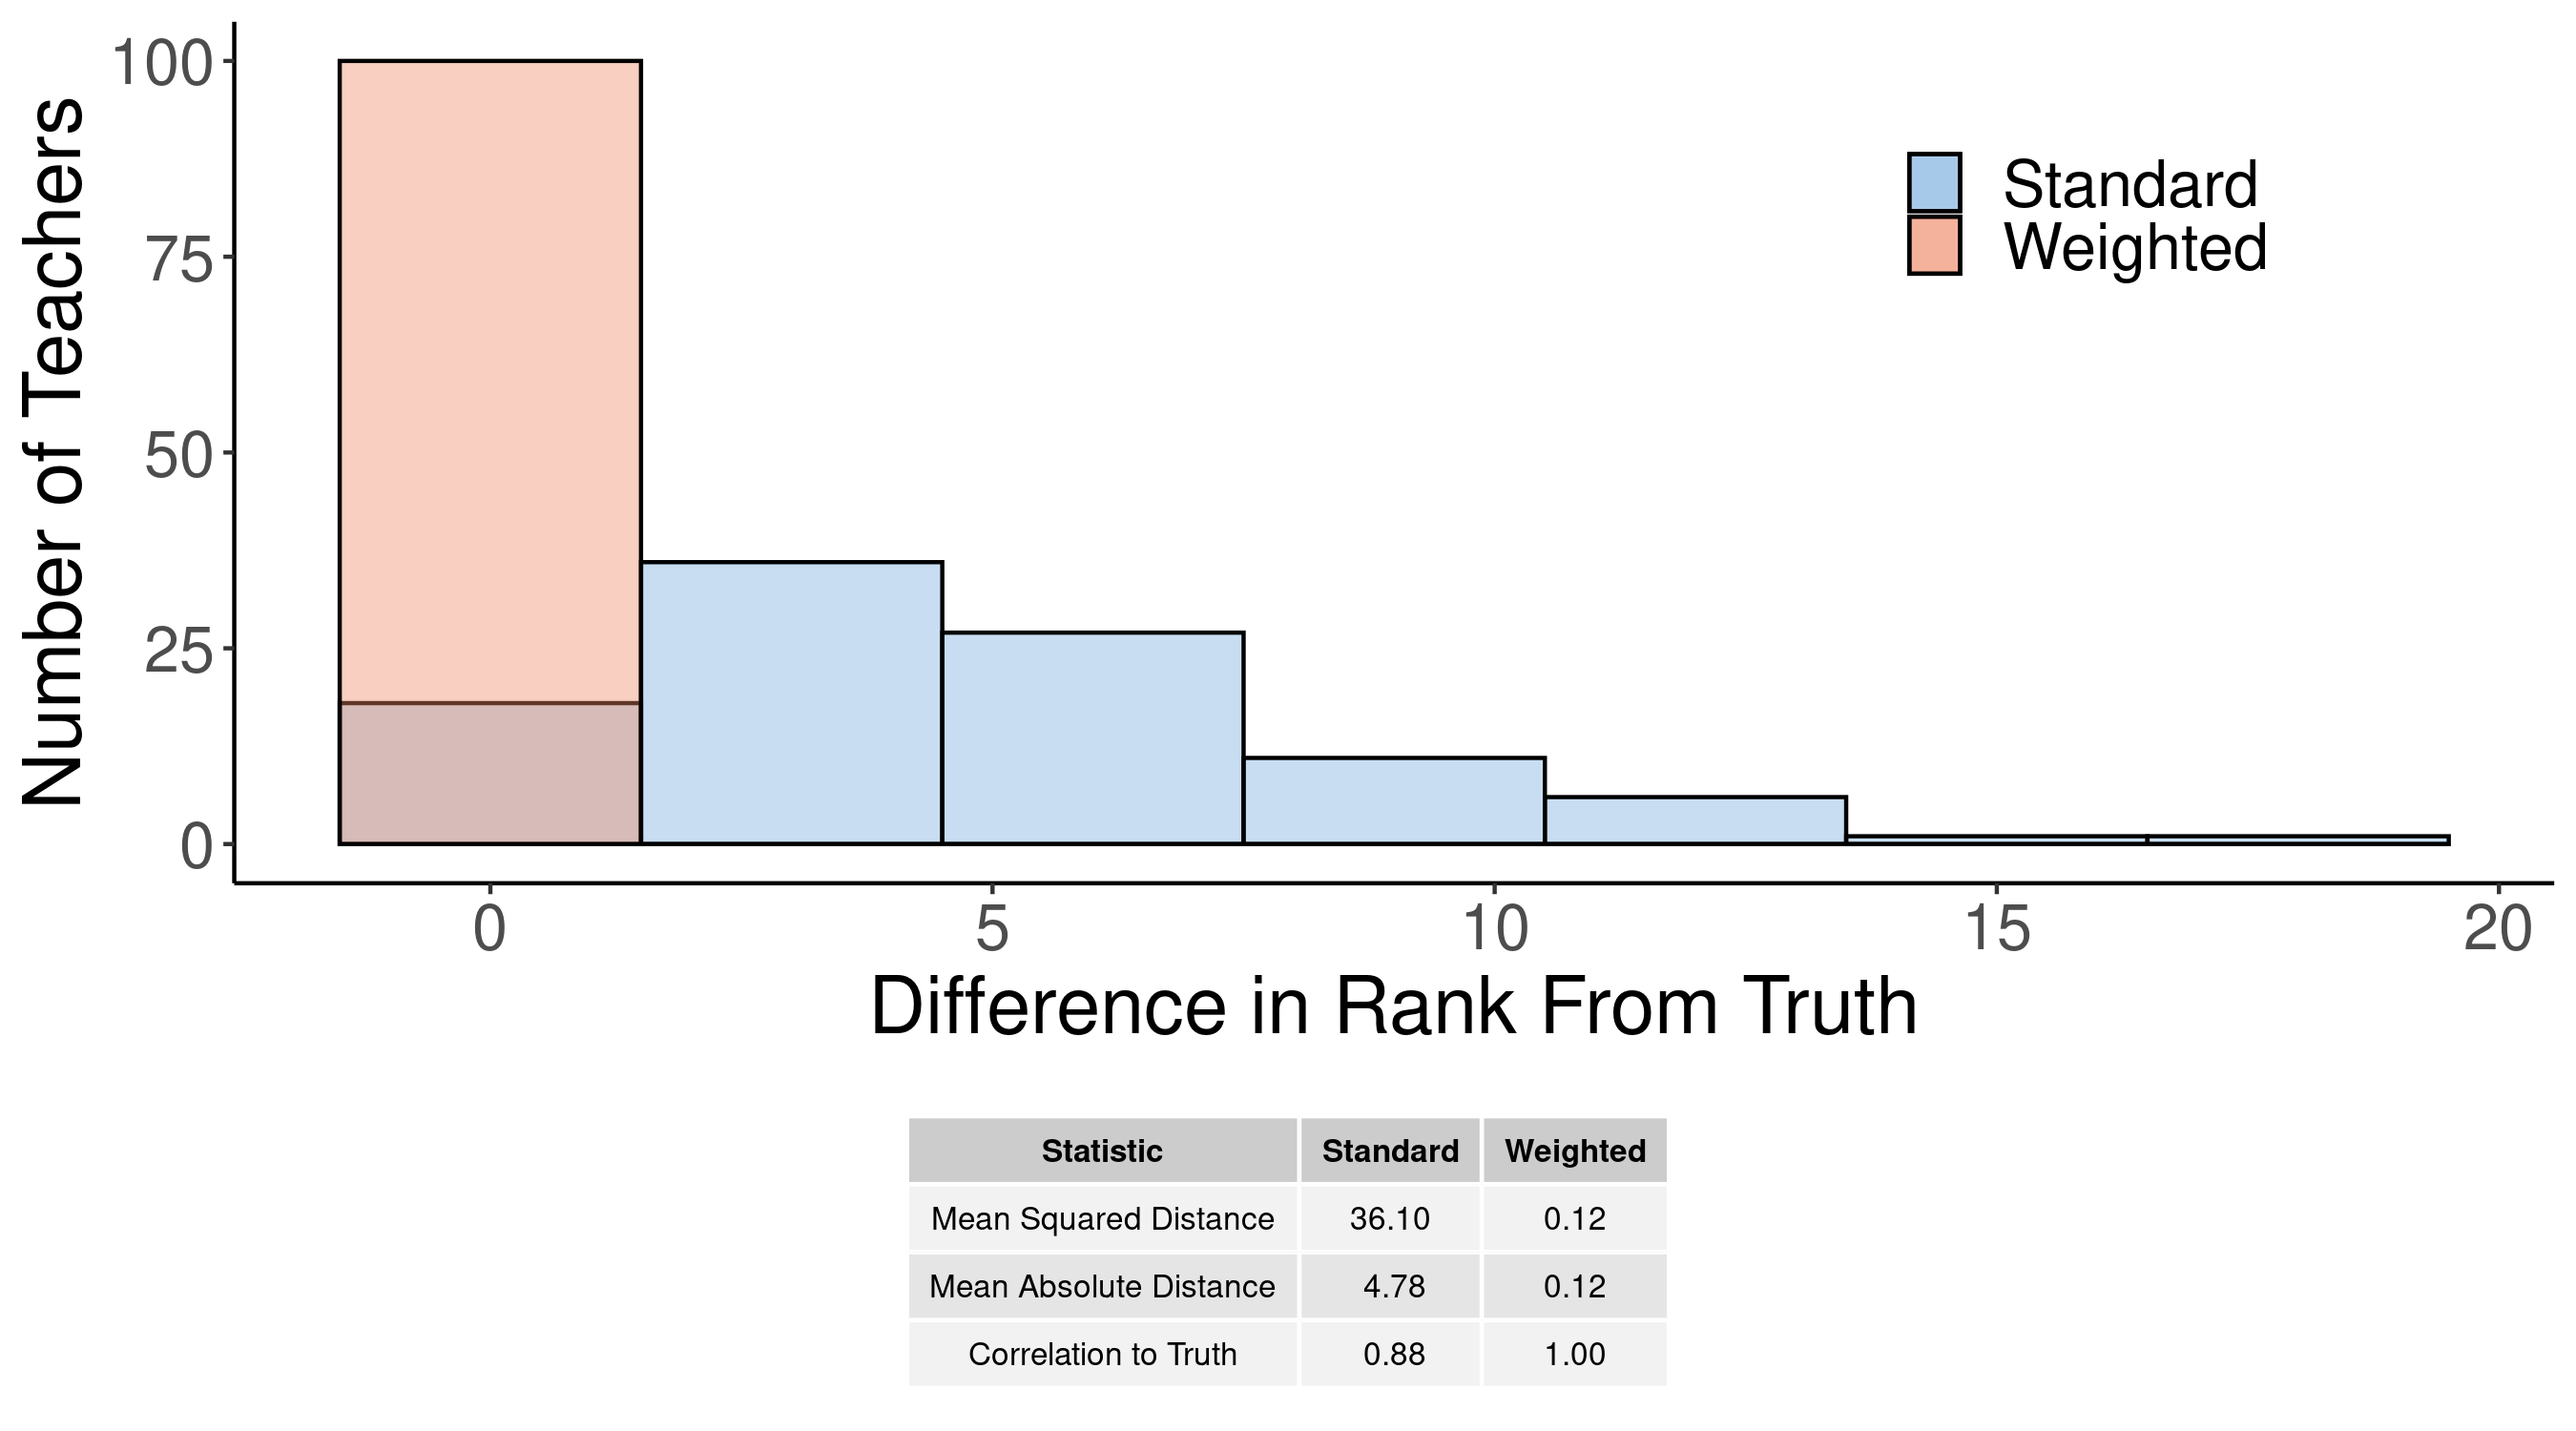 Number of Teachers
100
75
50
25
0
Standard
Weighted
0 5 10 15 20
Difference in Rank From Truth
Statistic Standard Weighted
Mean Squared Distance 36.10 0.12
Mean Absolute Distance 4.78 0.12
Correlation to Truth 0.88 1.00